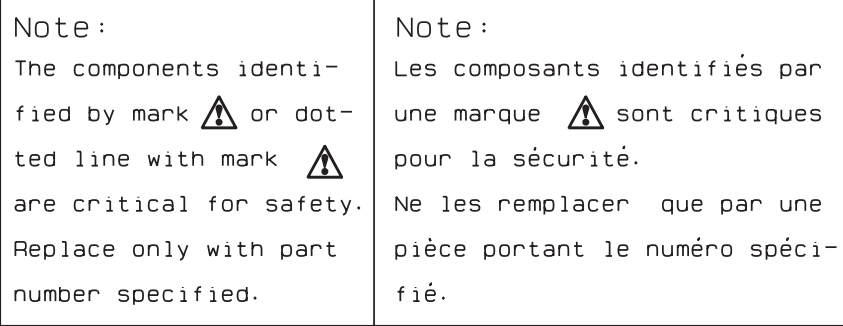 Note:
The components identi-
fied by mark ⚠ or dot-
ted line with mark ⚠
are critical for safety.
Replace only with part
number specified.
Note:
Les composants identifiés par
une marque ⚠ sont critiques
pour la sécurité.
Ne les remplacer que par une
pièce portant le numéro spéci-
fié.